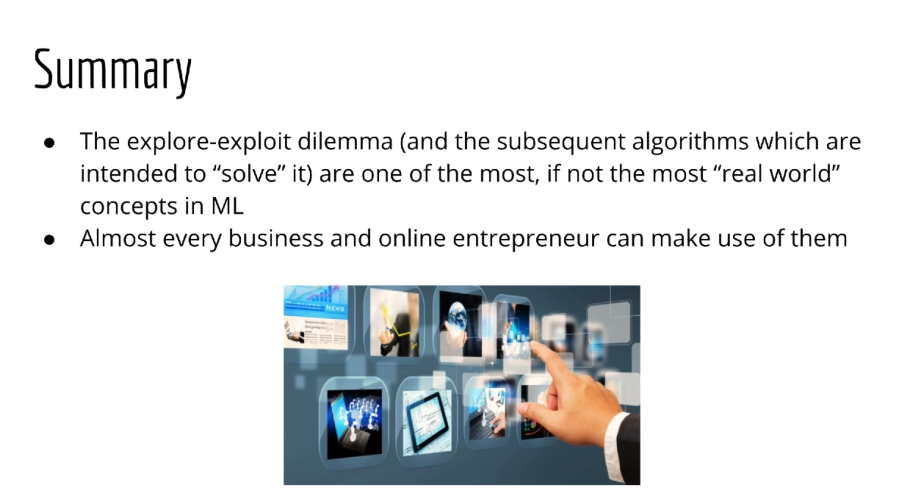 Summary
● The explore-exploit dilemma (and the subsequent algorithms which are
intended to “solve” it) are one of the most, if not the most “real world”
concepts in ML
● Almost every business and online entrepreneur can make use of them
NEWS